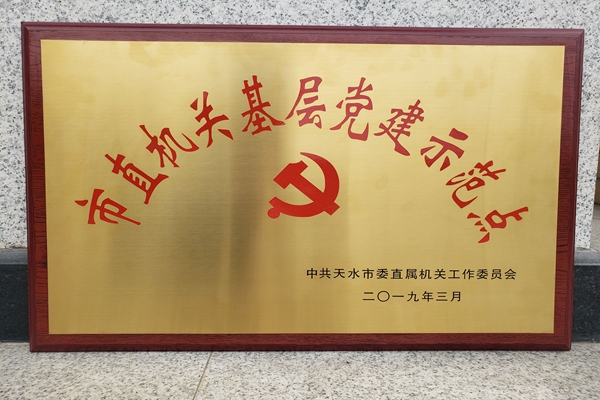 市直机关基层党建示范点
中共天水市委直属机关工作委员会
二〇一九年三月